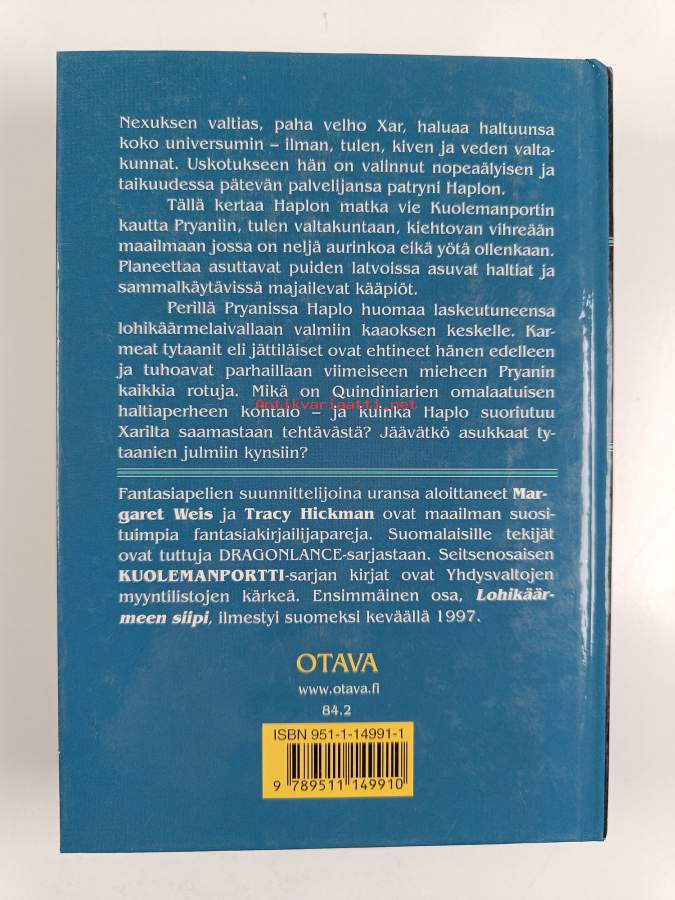 Nexuksen valtias, paha velho Xar, haluaa haltuunsa
koko universumin – ilman, tulen, kiven ja veden valta-
kunnat. Uskotukseen hän on valinnut nopeaälyisen ja
taikuudessa pätevän palvelijansa patryni Haplon.
Tällä kertaa Haplon matka vie Kuolemanportin
kautta Pryaniin, tulen valtakuntaan, kiehtovan vihreään
maailmaan jossa on neljä aurinkoa eikä yötä ollenkaan.
Planeettaa asuttavat puiden latvoissa asuvat haltiat ja
sammalkäytävissä majailevat kääpiöt.
Perillä Pryanissa Haplo huomaa laskeutuneensa
lohikäärmelaivallaan valmiin kaaoksen keskelle. Kar-
meat tytaanit eli jättiläiset ovat ehtineet hänen edelleen
ja tuhoavat parhaillaan viimeiseen mieheen Pryanin
kaikkia rotuja. Mikä on Quindiniarien omalaatuisen
Antikvariaatti.net
haltiaperheen kohtalo – ja kuinka Haplo suoriutuu
Xarilta saamastaan tehtävästä? Jäävätkö asukkaat ty-
taanien julmiin kynsiin?
Fantasiapelien suunnittelijoina uransa aloittaneet Mar-
garet Weis ja Tracy Hickman ovat maailman suosi-
tuimpia fantasiakirjailijapareja. Suomalaisille tekijät
ovat tuttuja DRAGONLANCE-sarjastaan. Seitsenosaisen
KUOLEMANPORTTI-sarjan kirjat ovat Yhdysvaltojen
myyntilistojen kärkeä. Ensimmäinen osa, Lohikäär-
meen siipi, ilmestyi suomeksi keväällä 1997.
OTAVA
www.otava.fi
84.2
ISBN 951-1-14991-1
9 789511 149910